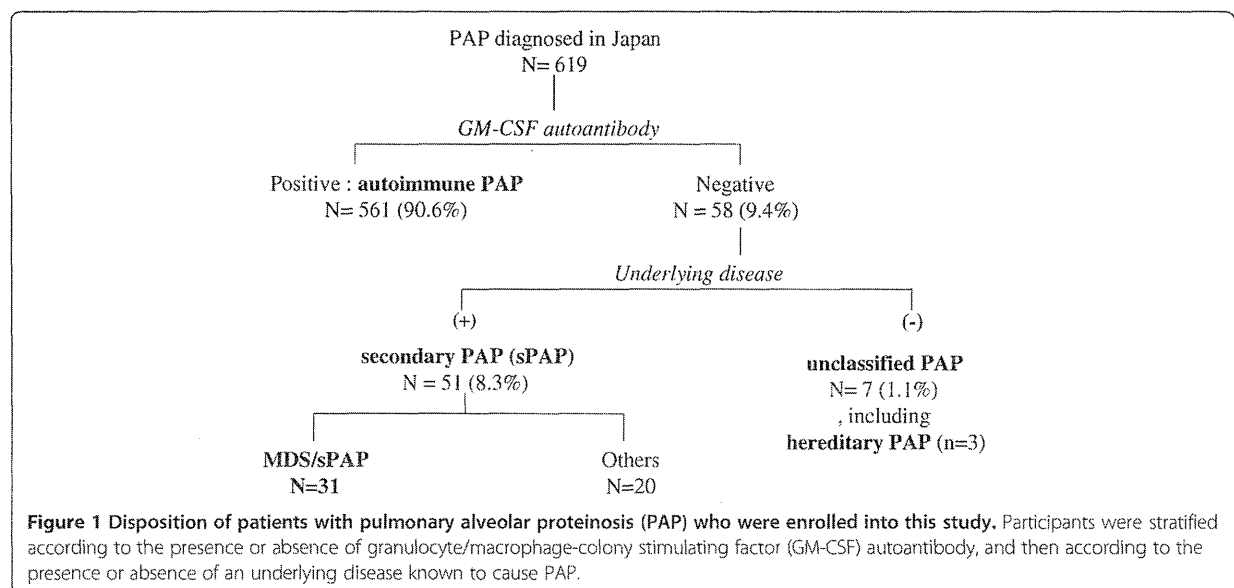 PAP diagnosed in Japan
N= 619
GM-CSF autoantibody
Positive : autoimmune PAP
N= 561 (90.6%)
Negative
N = 58 (9.4%)
Underlying disease
(+)
secondary PAP (sPAP)
N = 51 (8.3%)
(-)
unclassified PAP
N= 7 (1.1%)
, including
hereditary PAP (n=3)
MDS/sPAP
N=31
Others
N=20
Figure 1 Disposition of patients with pulmonary alveolar proteinosis (PAP) who were enrolled into this study. Participants were stratified
according to the presence or absence of granulocyte/macrophage-colony stimulating factor (GM-CSF) autoantibody, and then according to the
presence or absence of an underlying disease known to cause PAP.